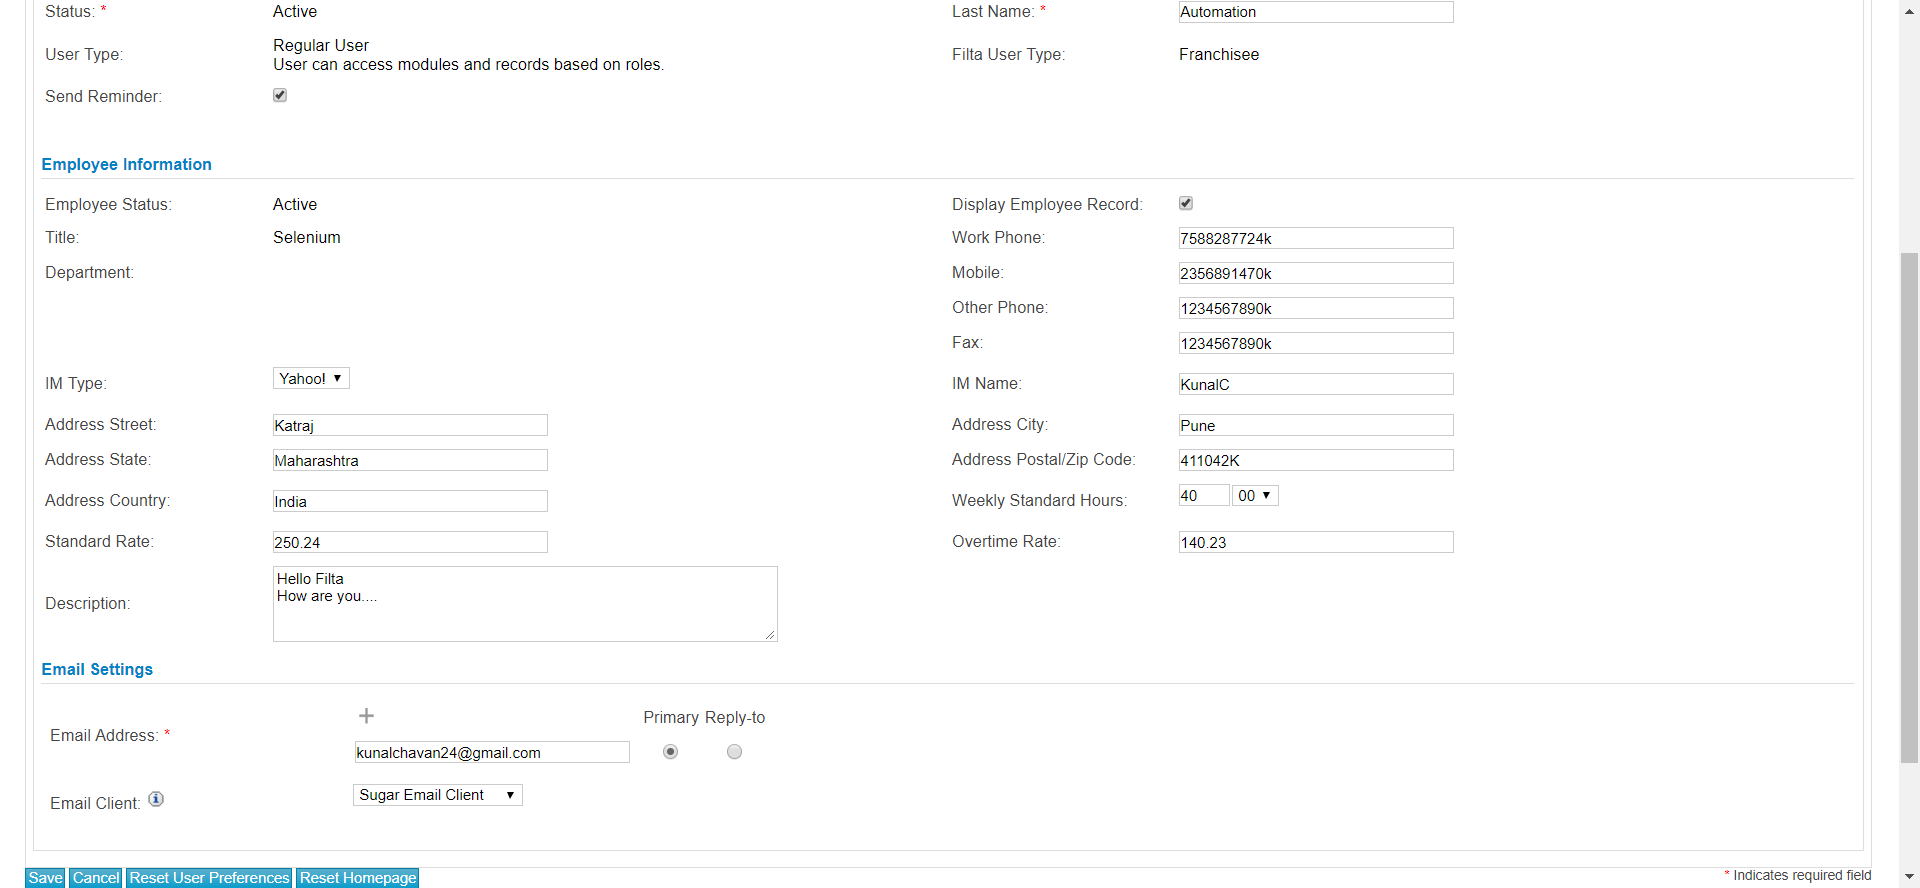 Status: * Active Last Name: * Automation
User Type: Regular User
User can access modules and records based on roles. Filta User Type: Franchisee
Send Reminder:
Employee Information
Employee Status: Active Display Employee Record:
Title: Selenium Work Phone: 7588287724k
Department: Mobile: 2356891470k
Other Phone: 1234567890k
Fax: 1234567890k
IM Type: Yahoo! IM Name: KunalC
Address Street: Katraj Address City: Pune
Address State: Maharashtra Address Postal/Zip Code: 411042K
Address Country: India Weekly Standard Hours: 40 00
Standard Rate: 250.24 Overtime Rate: 140.23
Description: Hello Filta
How are you....
Email Settings
Primary Reply-to
Email Address: *
kunalchavan24@gmail.com
Email Client: Sugar Email Client
Save Cancel Reset User Preferences Reset Homepage * Indicates required field